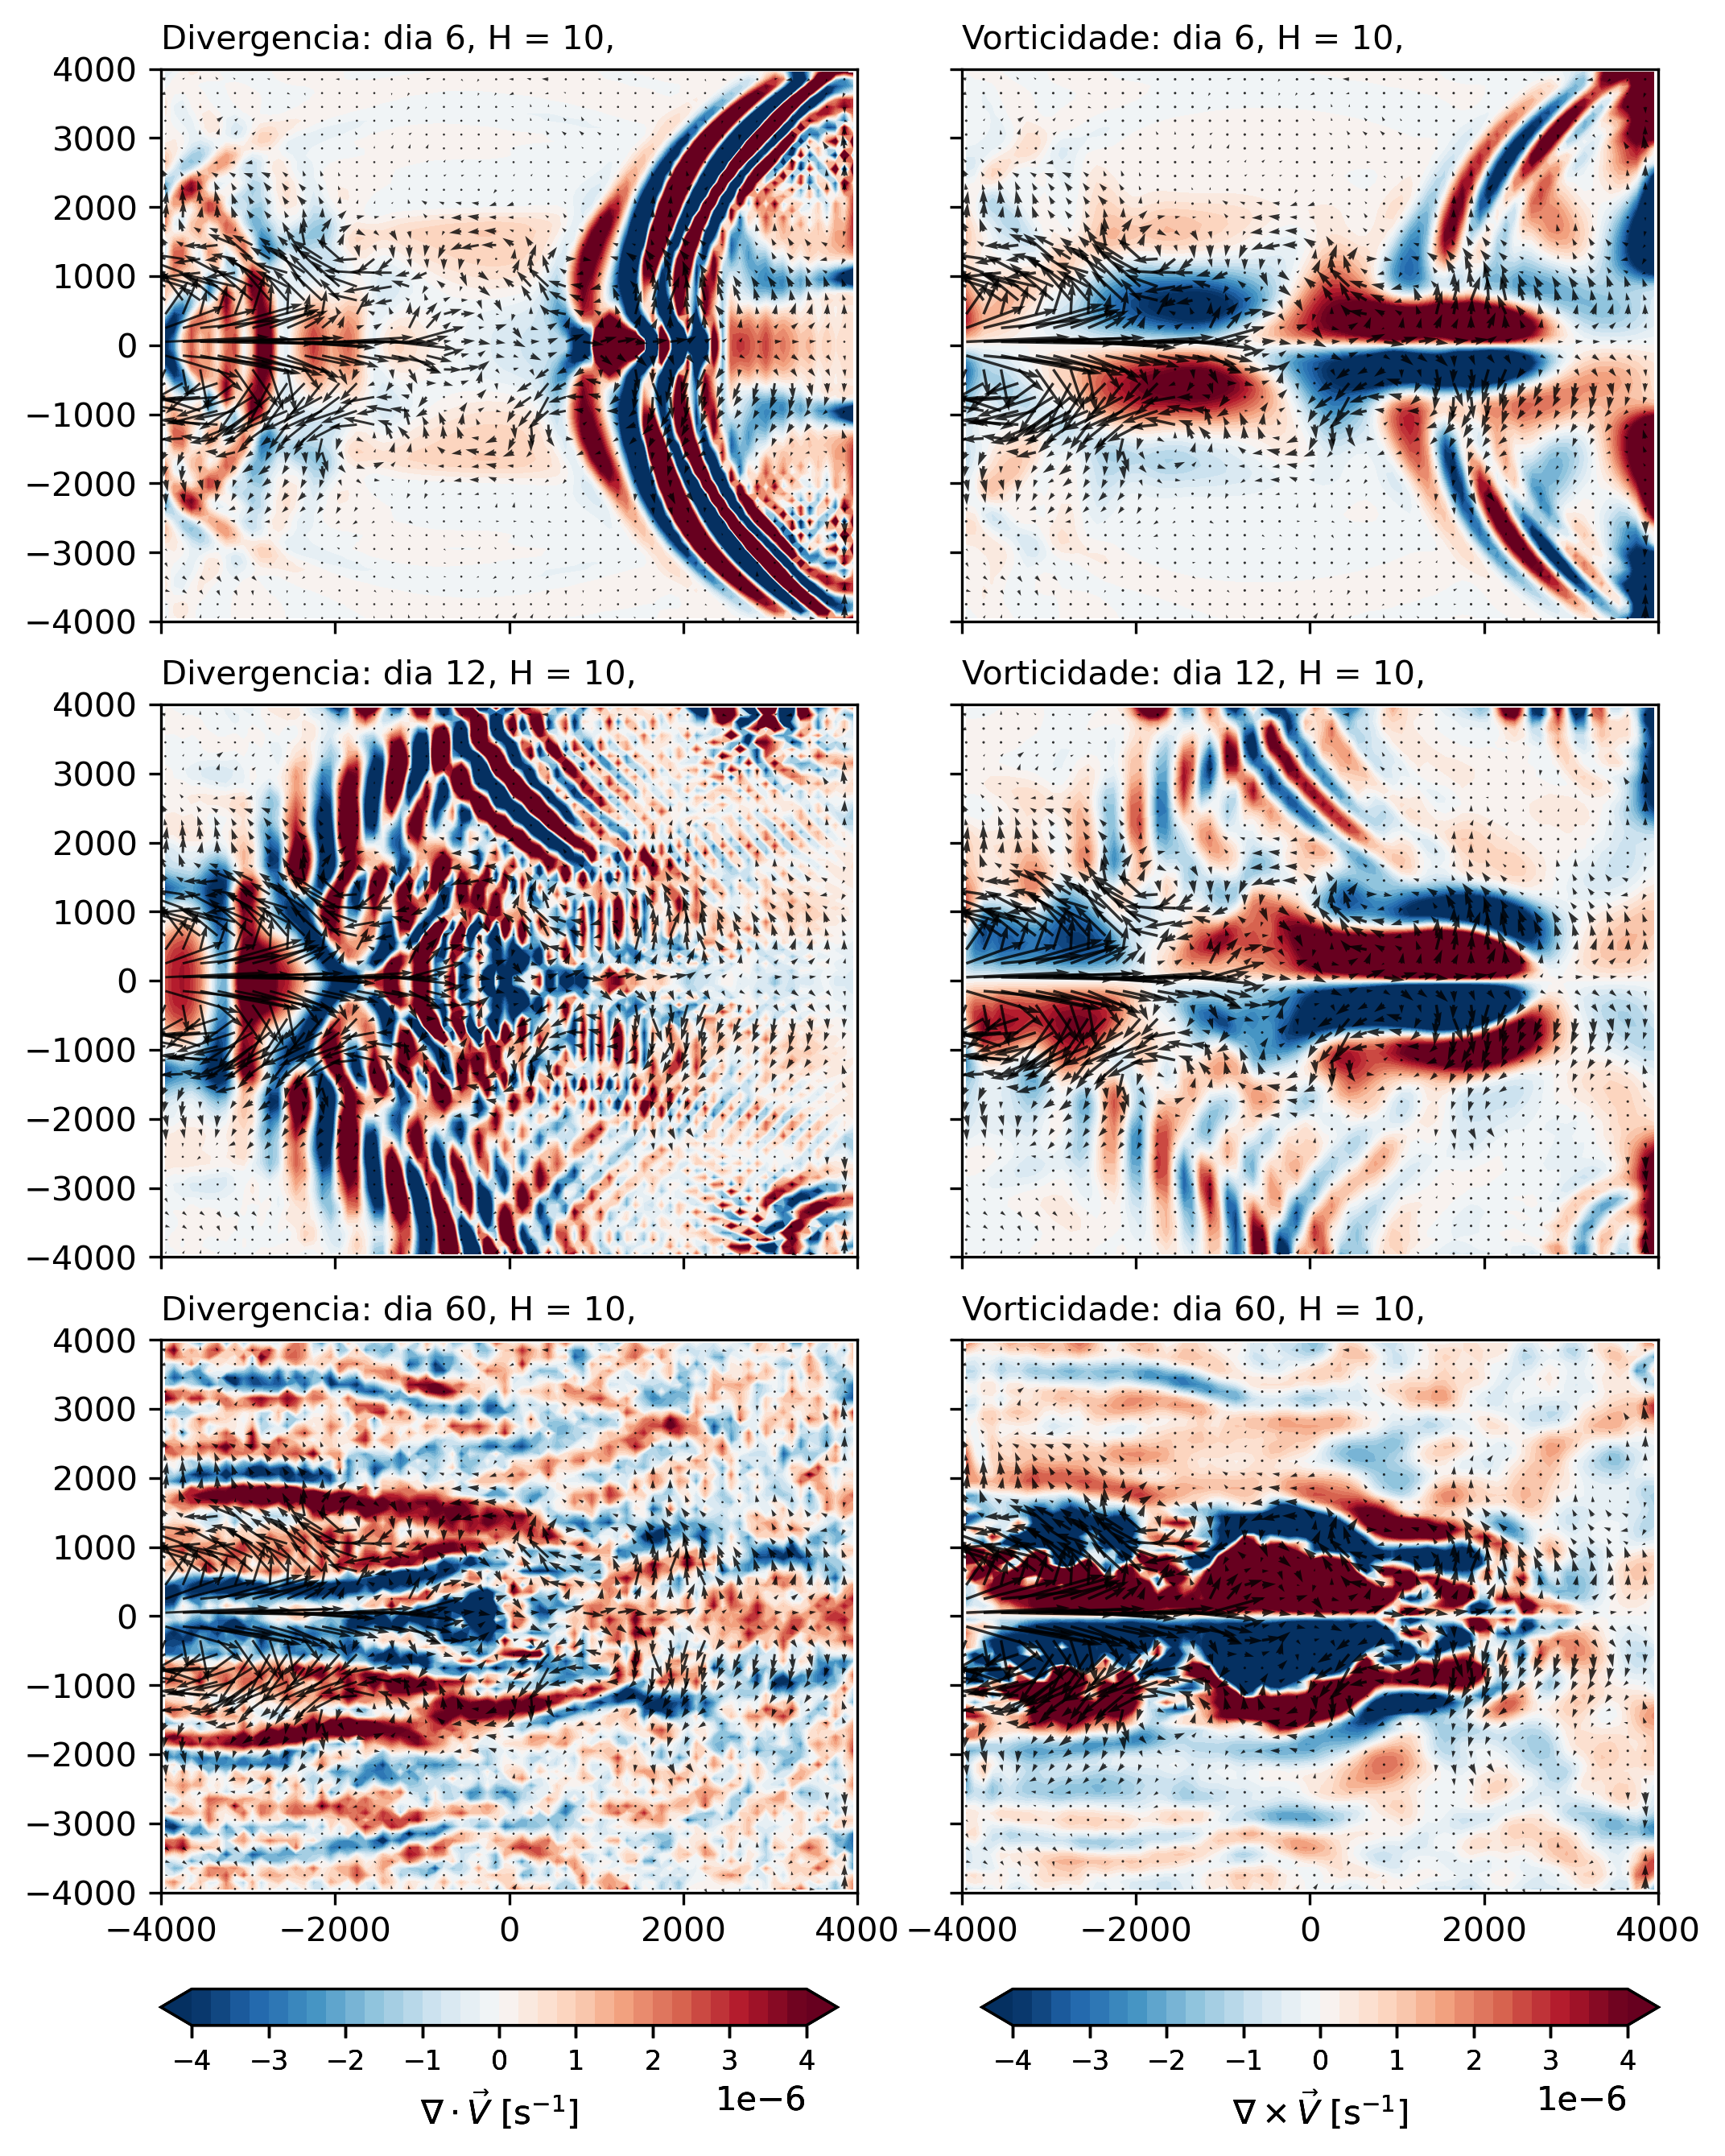 Divergencia: dia 6, H = 10,
Vorticidade: dia 6, H = 10,
4000
3000
2000
1000
0
−1000
−2000
−3000
−4000
Divergencia: dia 12, H = 10,
Vorticidade: dia 12, H = 10,
4000
3000
2000
1000
0
−1000
−2000
−3000
−4000
Divergencia: dia 60, H = 10,
Vorticidade: dia 60, H = 10,
4000
3000
2000
1000
0
−1000
−2000
−3000
−4000
−4000 −2000 0 2000 4000
−4000 −2000 0 2000 4000
−4 −3 −2 −1 0 1 2 3 4
1e−6
∇ · V⃗ [s⁻¹]
−4 −3 −2 −1 0 1 2 3 4
1e−6
∇ × V⃗ [s⁻¹]